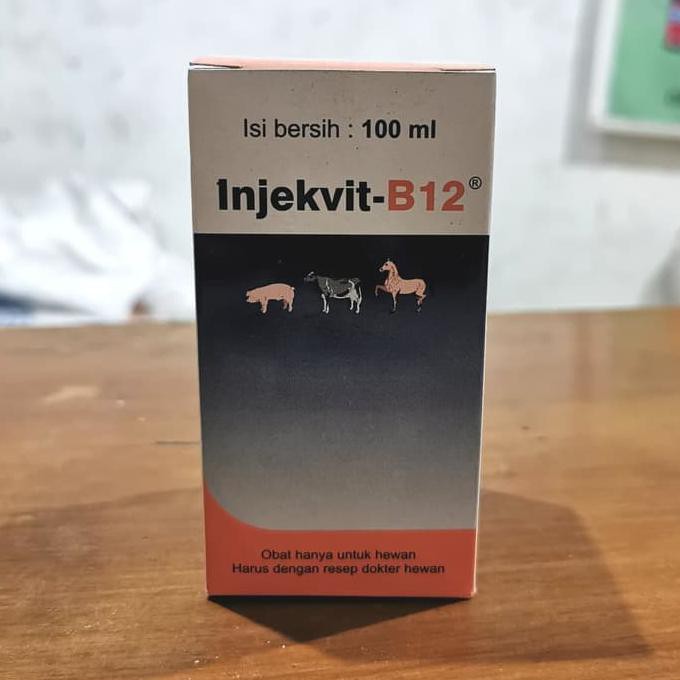 Isi bersih : 100 ml
Injekvit-B12®
Obat hanya untuk hewan
Harus dengan resep dokter hewan